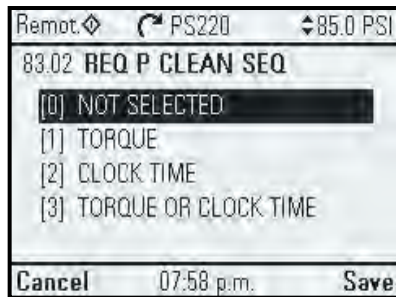 Remot. PS220 85.0 PSI
83.02 REQ P CLEAN SEQ
[0] NOT SELECTED
[1] TORQUE
[2] CLOCK TIME
[3] TORQUE OR CLOCK TIME
Cancel 07:58 p.m. Save